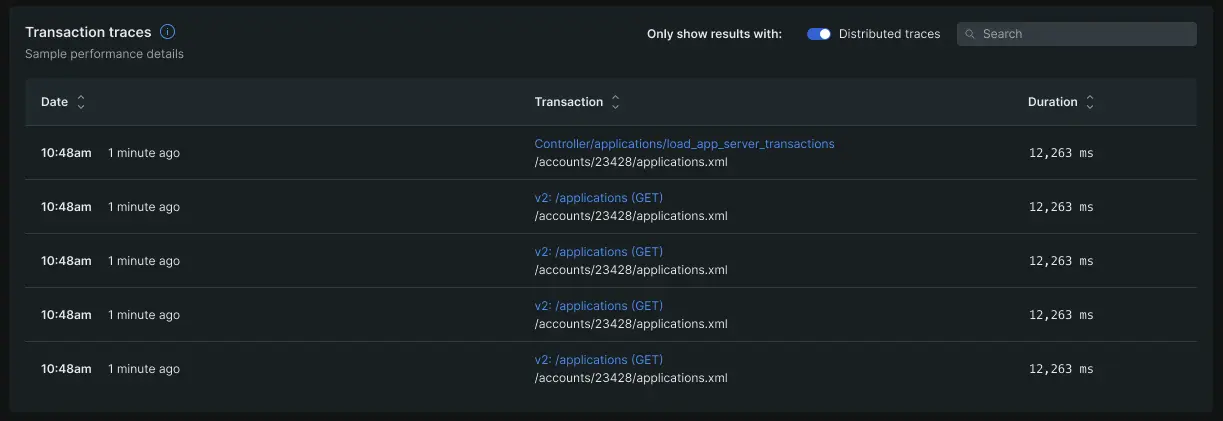 Transaction traces
Only show results with: Distributed traces Search
Sample performance details
Date Transaction Duration
10:48am 1 minute ago Controller/applications/load_app_server_transactions 12,263 ms
/accounts/23428/applications.xml
10:48am 1 minute ago v2: /applications (GET) 12,263 ms
/accounts/23428/applications.xml
10:48am 1 minute ago v2: /applications (GET) 12,263 ms
/accounts/23428/applications.xml
10:48am 1 minute ago v2: /applications (GET) 12,263 ms
/accounts/23428/applications.xml
10:48am 1 minute ago v2: /applications (GET) 12,263 ms
/accounts/23428/applications.xml